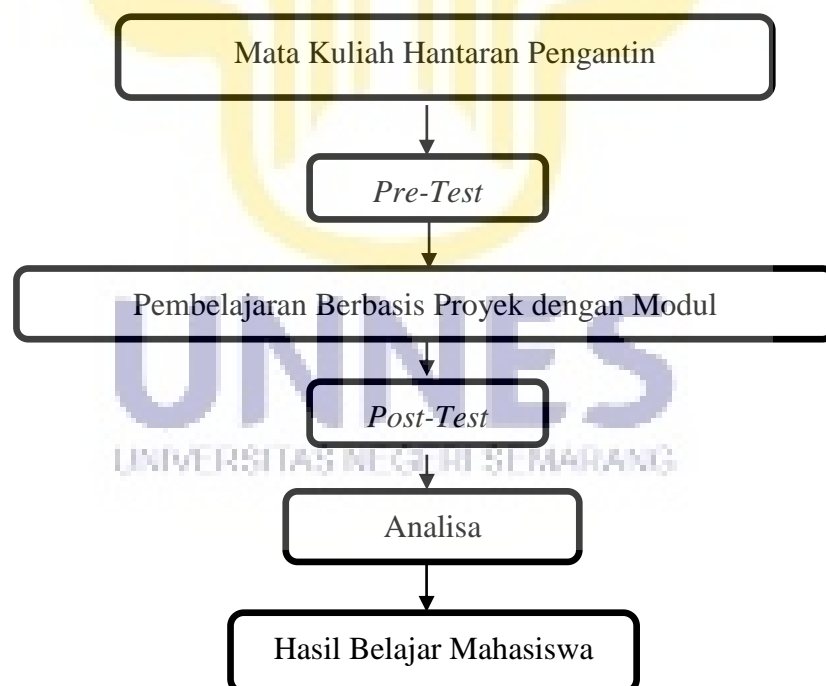 Mata Kuliah Hantaran Pengantin
Pre-Test
Pembelajaran Berbasis Proyek dengan Modul
UNNES
Post-Test
UNIVERSITAS NEGERI SEMARANG
Analisa
Hasil Belajar Mahasiswa